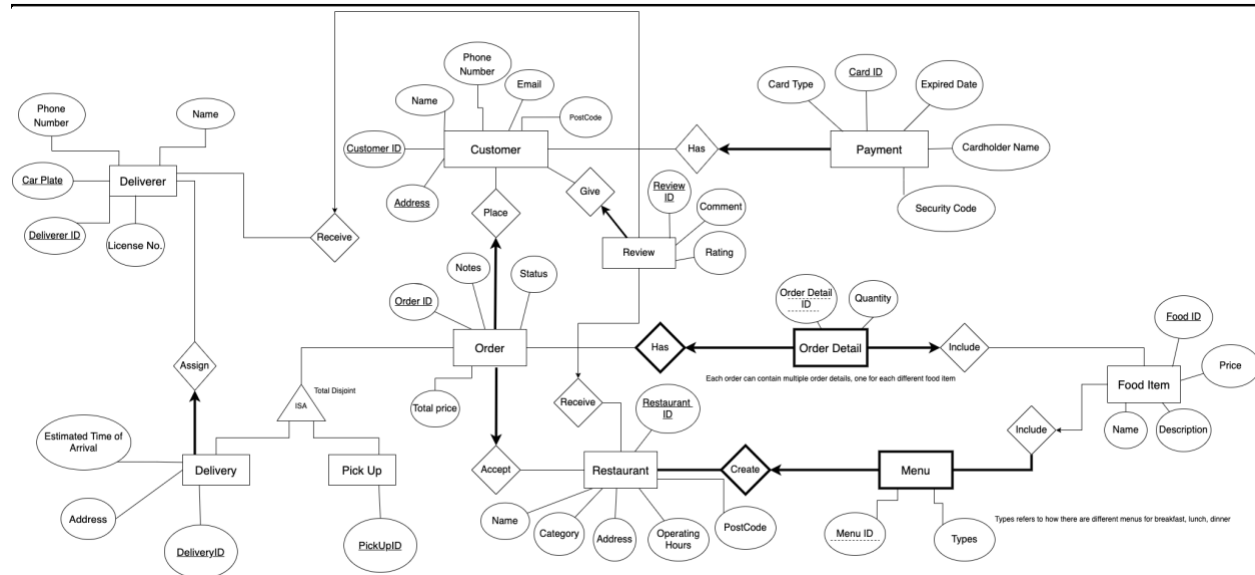 Phone
Number
Email
Name
PostCode
Customer ID
Customer
Address
Card Type
Card ID
Expired Date
Has
Payment
Cardholder Name
Security Code
Phone
Number
Name
Car Plate
Deliverer
Deliverer ID
License No.
Receive
Place
Give
Review
ID
Comment
Review
Rating
Notes
Status
Order ID
Order
Total price
Has
Order Detail
ID
Quantity
Order Detail
Include
Each order can contain multiple order details, one for each different food item
Food ID
Price
Food Item
Name
Description
Assign
Total Disjoint
ISA
Estimated Time of
Arrival
Delivery
Pick Up
Address
DeliveryID
PickUpID
Receive
Restaurant
ID
Accept
Restaurant
Create
Menu
Include
Name
Category
Address
Operating
Hours
PostCode
Menu ID
Types
Types refers to how there are different menus for breakfast, lunch, dinner